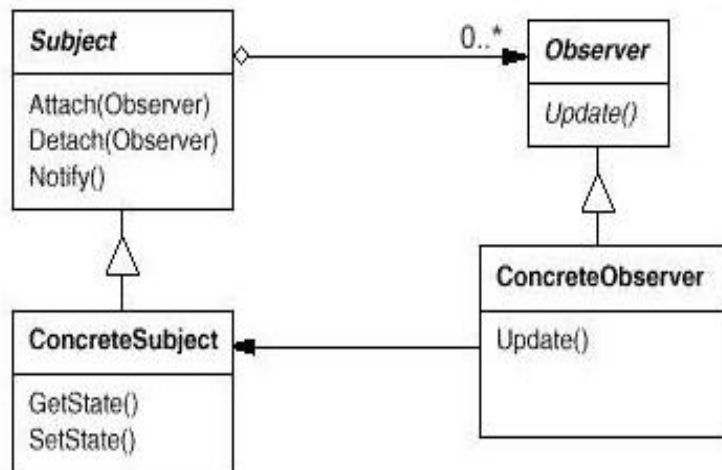 Subject
Attach(Observer)
Detach(Observer)
Notify()
0..*
Observer
Update()
ConcreteSubject
GetState()
SetState()
ConcreteObserver
Update()